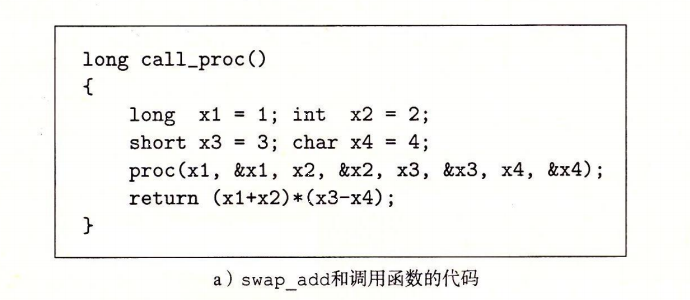 long call_proc()
{
    long  x1 = 1; int  x2 = 2;
    short x3 = 3; char x4 = 4;
    proc(x1, &x1, x2, &x2, x3, &x3, x4, &x4);
    return (x1+x2)*(x3-x4);
}
a）swap_add和调用函数的代码